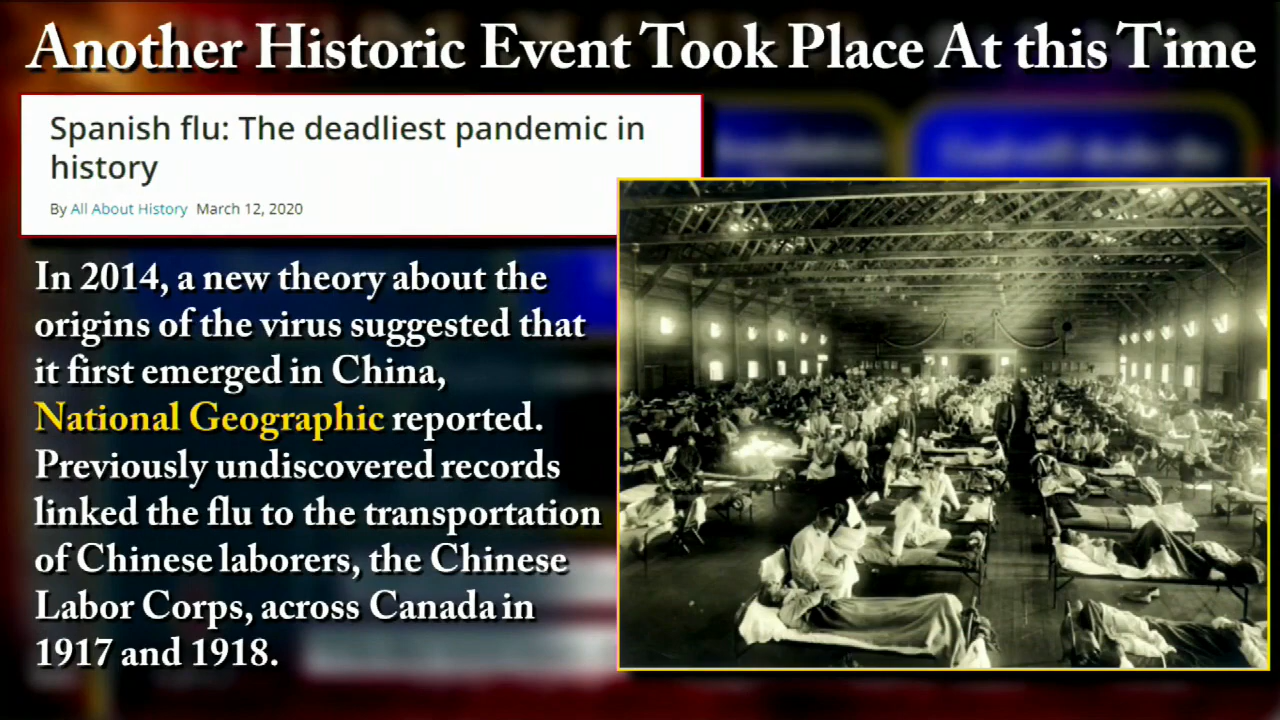 Another Historic Event Took Place At this Time
Spanish flu: The deadliest pandemic in
history
By All About History March 12, 2020
In 2014, a new theory about the
origins of the virus suggested that
it first emerged in China,
National Geographic reported.
Previously undiscovered records
linked the flu to the transportation
of Chinese laborers, the Chinese
Labor Corps, across Canada in
1917 and 1918.